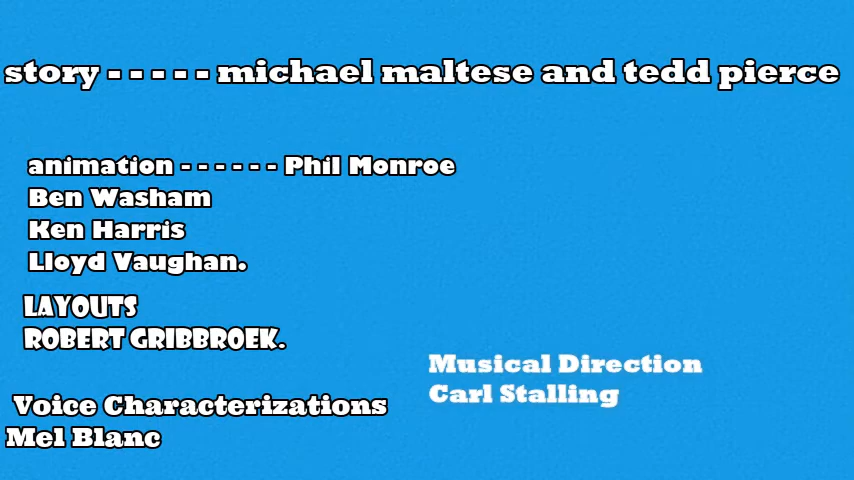 story - - - - - michael maltese and tedd pierce
animation - - - - - - Phil Monroe
Ben Washam
Ken Harris
Lloyd Vaughan.
LAYOUTS
ROBERT GRIBBROEK.
Musical Direction
Carl Stalling
Voice Characterizations
Mel Blanc